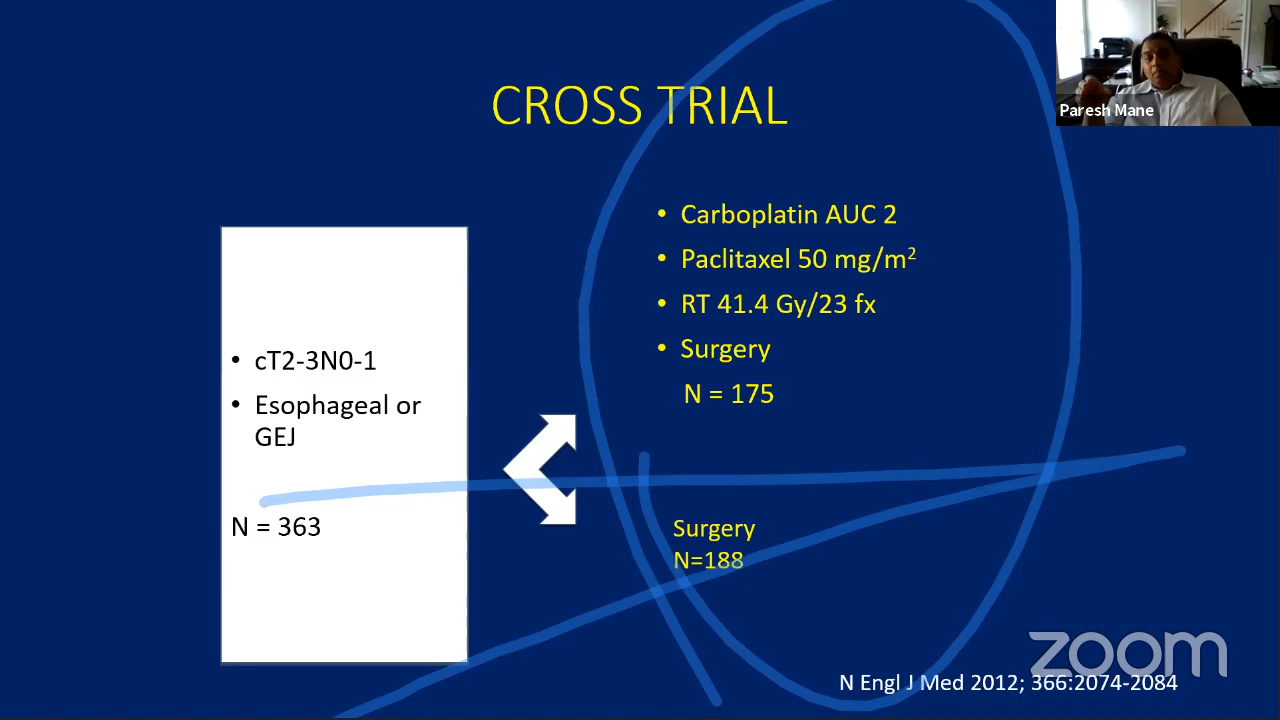 Paresh Mane
CROSS TRIAL
• Carboplatin AUC 2
• Paclitaxel 50 mg/m²
• RT 41.4 Gy/23 fx
• Surgery
N = 175
• cT2-3N0-1
• Esophageal or
GEJ
N = 363
Surgery
N=188
zoom
N Engl J Med 2012; 366:2074-2084